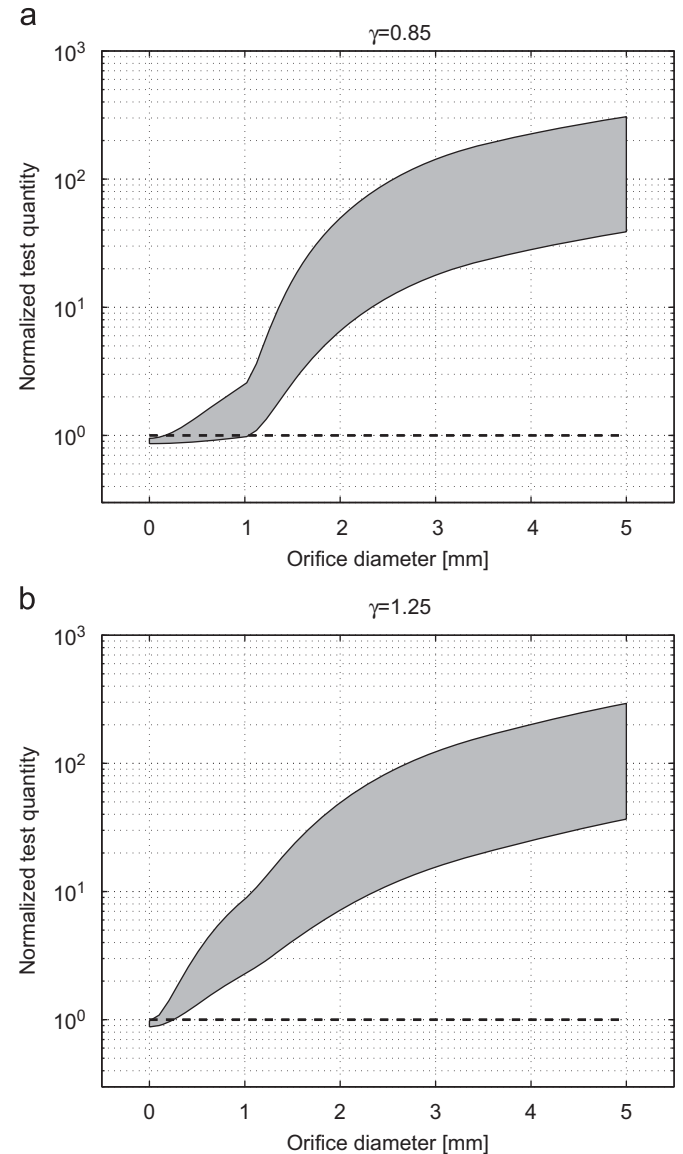 a
γ=0.85
Normalized test quantity
10³
10²
10¹
10⁰
0 1 2 3 4 5
Orifice diameter [mm]
b
γ=1.25
Normalized test quantity
10³
10²
10¹
10⁰
0 1 2 3 4 5
Orifice diameter [mm]